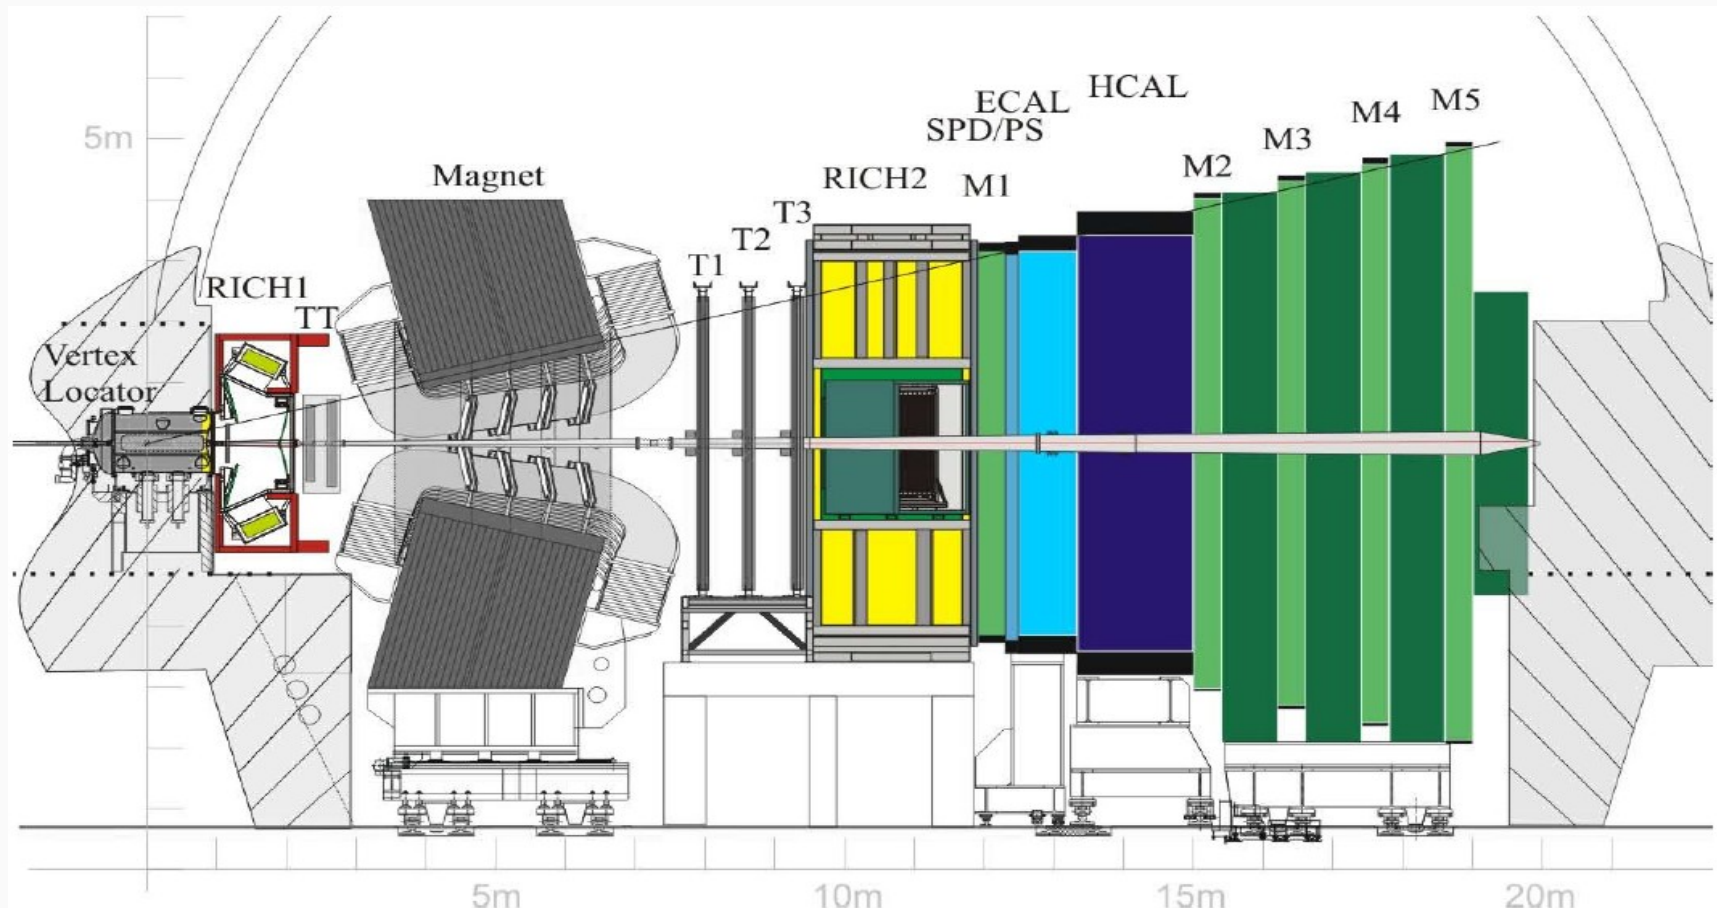 HCAL
ECAL
M5
M4
SPD/PS
5m
M3
M2
Magnet
RICH2
M1
T3
T2
T1
RICH1
TT
Vertex
Locator
5m
10m
15m
20m